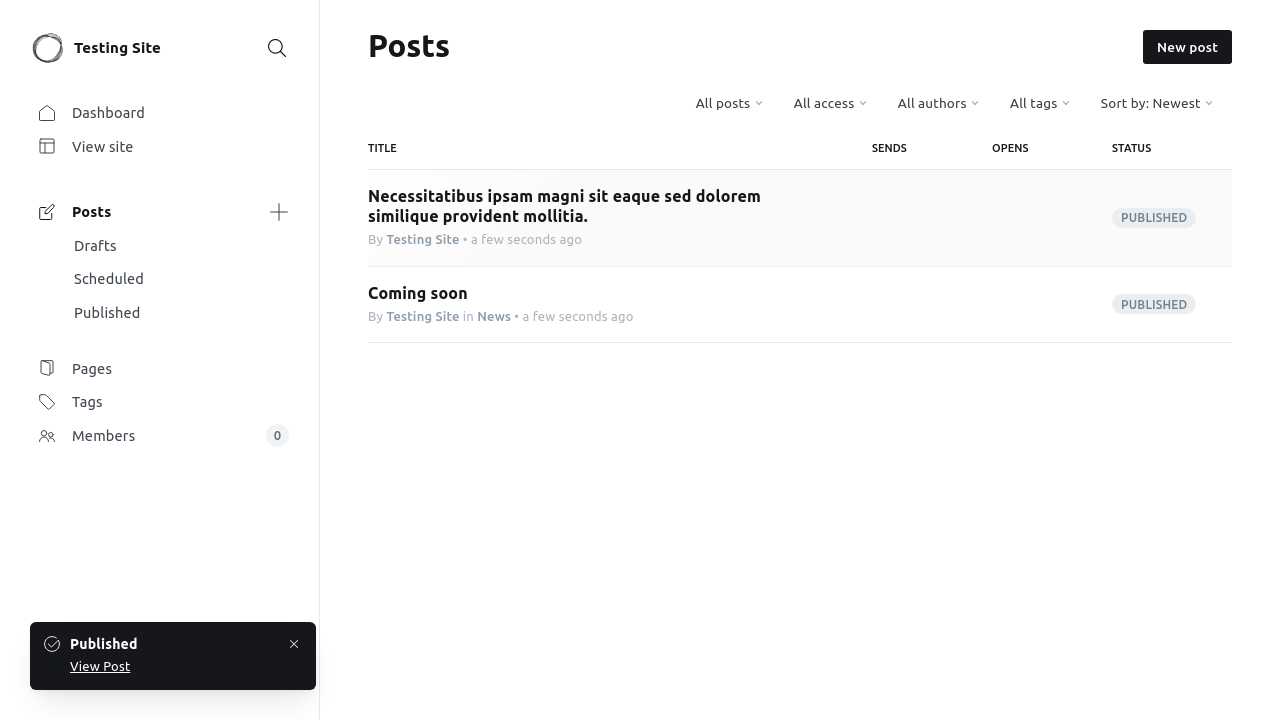 Testing Site
Dashboard
View site
Posts
Drafts
Scheduled
Published
Pages
Tags
Members 0
Published
View Post
Posts
New post
All posts All access All authors All tags Sort by: Newest
TITLE SENDS OPENS STATUS
Necessitatibus ipsam magni sit eaque sed dolorem
similique provident mollitia.
By Testing Site • a few seconds ago
PUBLISHED
Coming soon
By Testing Site in News • a few seconds ago
PUBLISHED